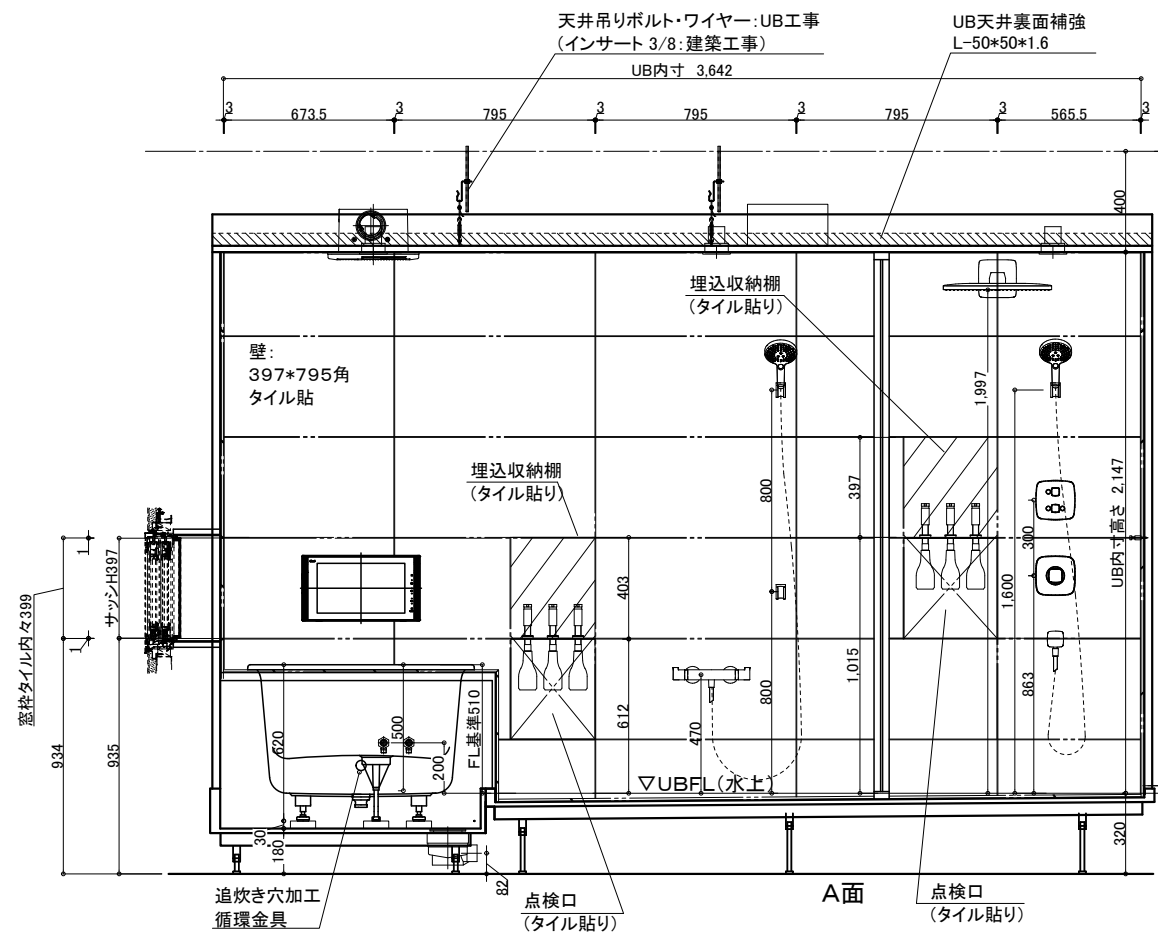 天井吊りボルト・ワイヤー:UB工事
(インサート 3/8:建築工事)
UB天井裏面補強
L-50*50*1.6
UB内寸 3,642
3
673.5
3
795
3
795
3
795
3
565.5
3
400
埋込収納棚
(タイル貼り)
壁:
397*795角
タイル貼
1,997
埋込収納棚
(タイル貼り)
800
397
UB内寸高さ 2,147
300
1
サッシH397
窓枠タイル内々399
1
403
1,600
1,015
863
612
800
470
500
620
FL基準510
200
934
935
▽UBFL(水上)
30
180
82
320
A面
追炊き穴加工
循環金具
点検口
(タイル貼り)
点検口
(タイル貼り)